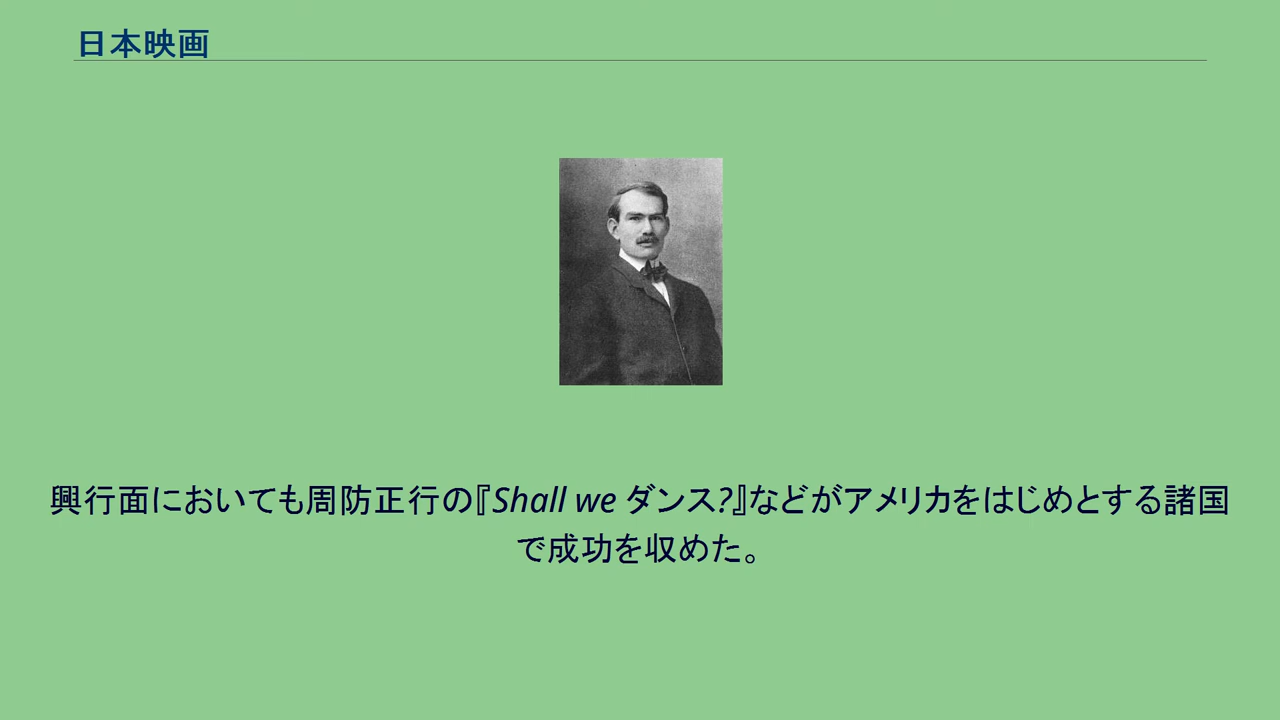 日本映画
興行面においても周防正行の『Shall we ダンス?』などがアメリカをはじめとする諸国
で成功を収めた。